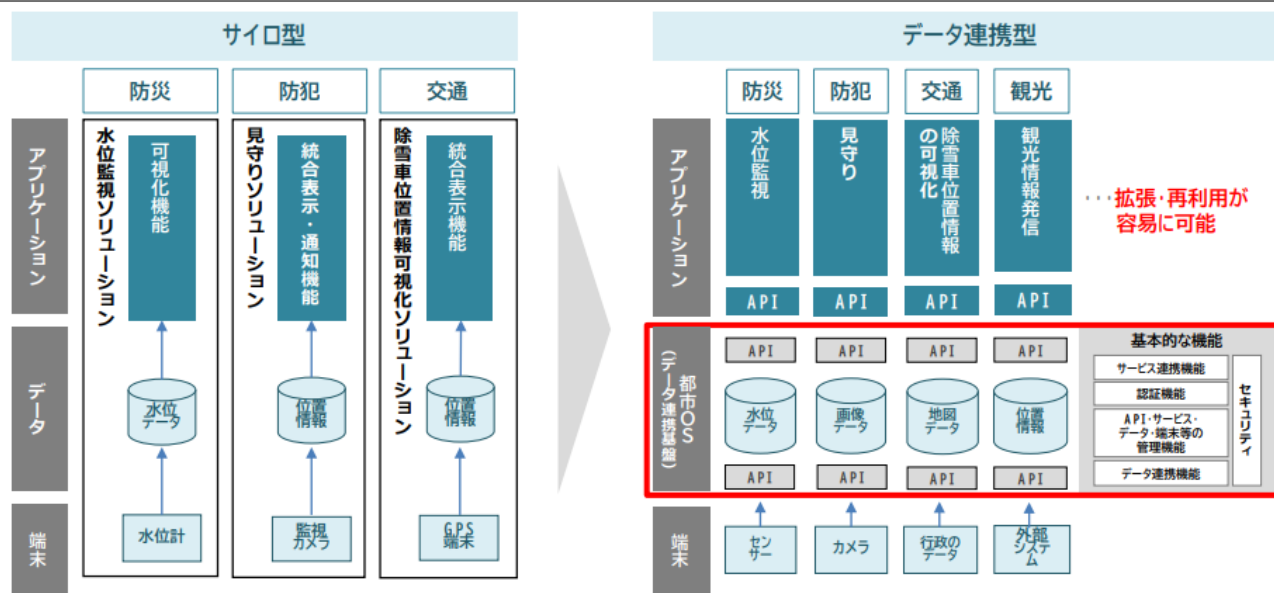 サイロ型
防災
防犯
交通
アプリケーション
データ
端末
水位監視ソリューション
可視化機能
水位
データ
水位計
見守りソリューション
統合表示・通知機能
位置
情報
監視
カメラ
除雪車位置情報可視化ソリューション
統合表示機能
位置
情報
GPS
端末
データ連携型
防災
防犯
交通
観光
アプリケーション
水位監視
見守り
除雪車位置情報
の可視化
観光情報発信
・・・拡張・再利用が
容易に可能
API
API
API
API
都市OS
(データ連携基盤)
API
API
API
API
水位
データ
画像
データ
地図
データ
位置
情報
API
API
API
API
基本的な機能
サービス連携機能
認証機能
API・サービス・
データ・端末等の
管理機能
データ連携機能
セキュリティ
端末
セン
サー
カメラ
行政の
データ
外部
システ
ム